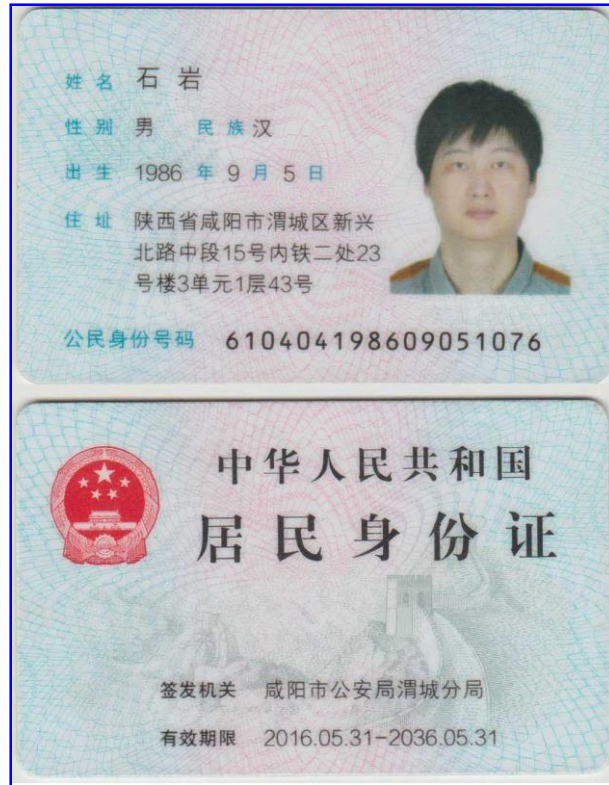 姓名 石岩
性别 男 民族 汉
出生 1986 年 9 月 5 日
住址 陕西省咸阳市渭城区新兴
北路中段15号内铁二处23
号楼3单元1层43号
公民身份号码 610404198609051076
中华人民共和国
居民身份证
签发机关 咸阳市公安局渭城分局
有效期限 2016.05.31-2036.05.31